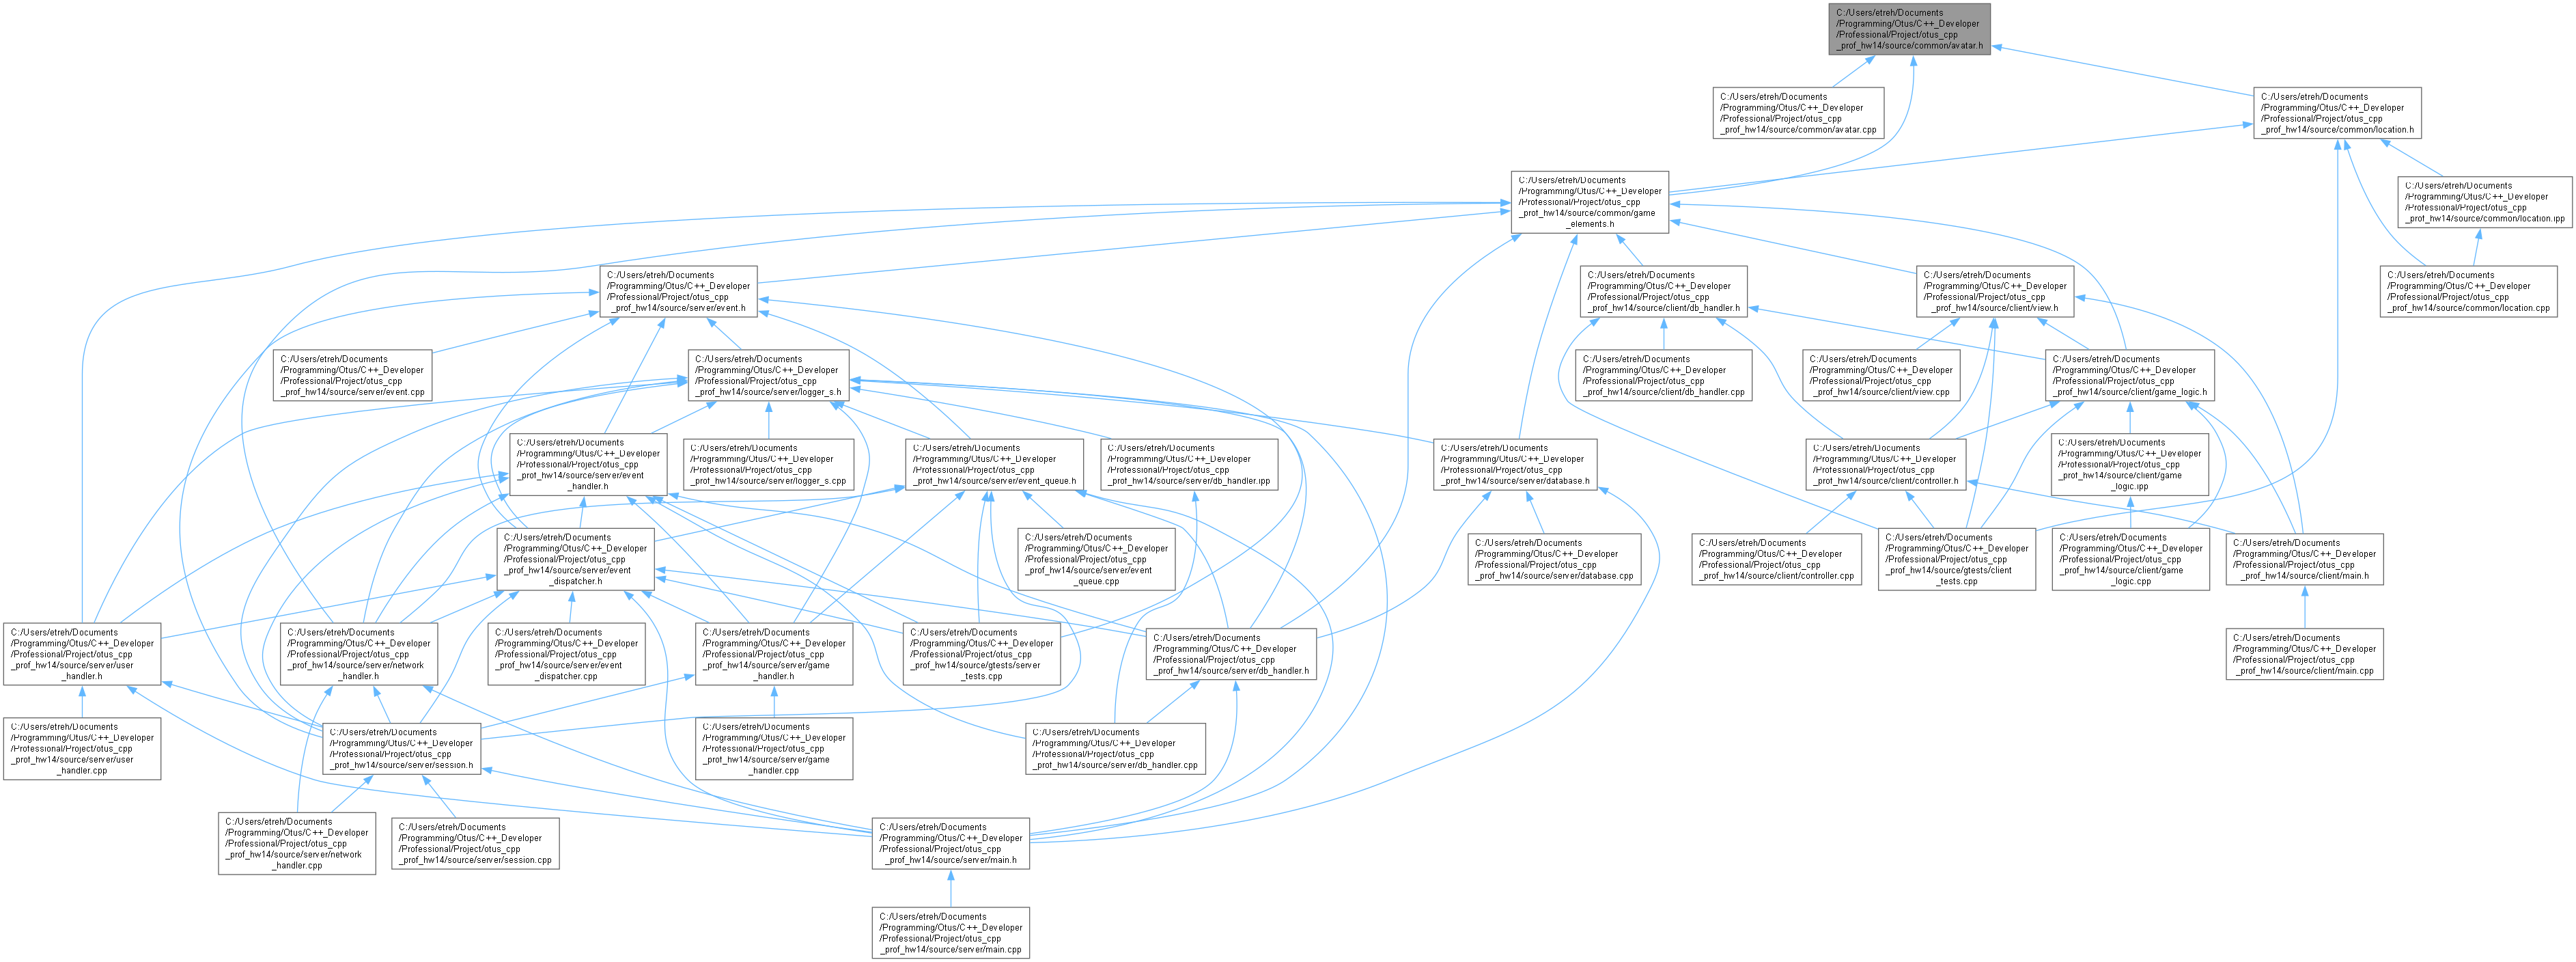 C:/Users/etreh/Documents
/Programming/Otus/C++_Developer
/Professional/Project/otus_cpp
_prof_hw14/source/common/avatar.h
C:/Users/etreh/Documents
/Programming/Otus/C++_Developer
/Professional/Project/otus_cpp
_prof_hw14/source/common/avatar.cpp
C:/Users/etreh/Documents
/Programming/Otus/C++_Developer
/Professional/Project/otus_cpp
_prof_hw14/source/common/location.h
C:/Users/etreh/Documents
/Programming/Otus/C++_Developer
/Professional/Project/otus_cpp
_prof_hw14/source/common/game
_elements.h
C:/Users/etreh/Documents
/Programming/Otus/C++_Developer
/Professional/Project/otus_cpp
_prof_hw14/source/common/location.ipp
C:/Users/etreh/Documents
/Programming/Otus/C++_Developer
/Professional/Project/otus_cpp
_prof_hw14/source/server/event.h
C:/Users/etreh/Documents
/Programming/Otus/C++_Developer
/Professional/Project/otus_cpp
_prof_hw14/source/client/db_handler.h
C:/Users/etreh/Documents
/Programming/Otus/C++_Developer
/Professional/Project/otus_cpp
_prof_hw14/source/client/view.h
C:/Users/etreh/Documents
/Programming/Otus/C++_Developer
/Professional/Project/otus_cpp
_prof_hw14/source/common/location.cpp
C:/Users/etreh/Documents
/Programming/Otus/C++_Developer
/Professional/Project/otus_cpp
_prof_hw14/source/server/event.cpp
C:/Users/etreh/Documents
/Programming/Otus/C++_Developer
/Professional/Project/otus_cpp
_prof_hw14/source/server/logger_s.h
C:/Users/etreh/Documents
/Programming/Otus/C++_Developer
/Professional/Project/otus_cpp
_prof_hw14/source/client/db_handler.cpp
C:/Users/etreh/Documents
/Programming/Otus/C++_Developer
/Professional/Project/otus_cpp
_prof_hw14/source/client/view.cpp
C:/Users/etreh/Documents
/Programming/Otus/C++_Developer
/Professional/Project/otus_cpp
_prof_hw14/source/client/game_logic.h
C:/Users/etreh/Documents
/Programming/Otus/C++_Developer
/Professional/Project/otus_cpp
_prof_hw14/source/server/event
_handler.h
C:/Users/etreh/Documents
/Programming/Otus/C++_Developer
/Professional/Project/otus_cpp
_prof_hw14/source/server/logger_s.cpp
C:/Users/etreh/Documents
/Programming/Otus/C++_Developer
/Professional/Project/otus_cpp
_prof_hw14/source/server/event_queue.h
C:/Users/etreh/Documents
/Programming/Otus/C++_Developer
/Professional/Project/otus_cpp
_prof_hw14/source/server/db_handler.ipp
C:/Users/etreh/Documents
/Programming/Otus/C++_Developer
/Professional/Project/otus_cpp
_prof_hw14/source/server/database.h
C:/Users/etreh/Documents
/Programming/Otus/C++_Developer
/Professional/Project/otus_cpp
_prof_hw14/source/client/controller.h
C:/Users/etreh/Documents
/Programming/Otus/C++_Developer
/Professional/Project/otus_cpp
_prof_hw14/source/client/game
_logic.ipp
C:/Users/etreh/Documents
/Programming/Otus/C++_Developer
/Professional/Project/otus_cpp
_prof_hw14/source/server/event
_dispatcher.h
C:/Users/etreh/Documents
/Programming/Otus/C++_Developer
/Professional/Project/otus_cpp
_prof_hw14/source/server/event
_queue.cpp
C:/Users/etreh/Documents
/Programming/Otus/C++_Developer
/Professional/Project/otus_cpp
_prof_hw14/source/server/database.cpp
C:/Users/etreh/Documents
/Programming/Otus/C++_Developer
/Professional/Project/otus_cpp
_prof_hw14/source/client/controller.cpp
C:/Users/etreh/Documents
/Programming/Otus/C++_Developer
/Professional/Project/otus_cpp
_prof_hw14/source/gtests/client
_tests.cpp
C:/Users/etreh/Documents
/Programming/Otus/C++_Developer
/Professional/Project/otus_cpp
_prof_hw14/source/client/game
_logic.cpp
C:/Users/etreh/Documents
/Programming/Otus/C++_Developer
/Professional/Project/otus_cpp
_prof_hw14/source/client/main.h
C:/Users/etreh/Documents
/Programming/Otus/C++_Developer
/Professional/Project/otus_cpp
_prof_hw14/source/server/user
_handler.h
C:/Users/etreh/Documents
/Programming/Otus/C++_Developer
/Professional/Project/otus_cpp
_prof_hw14/source/server/network
_handler.h
C:/Users/etreh/Documents
/Programming/Otus/C++_Developer
/Professional/Project/otus_cpp
_prof_hw14/source/server/event
_dispatcher.cpp
C:/Users/etreh/Documents
/Programming/Otus/C++_Developer
/Professional/Project/otus_cpp
_prof_hw14/source/server/game
_handler.h
C:/Users/etreh/Documents
/Programming/Otus/C++_Developer
/Professional/Project/otus_cpp
_prof_hw14/source/gtests/server
_tests.cpp
C:/Users/etreh/Documents
/Programming/Otus/C++_Developer
/Professional/Project/otus_cpp
_prof_hw14/source/server/db_handler.h
C:/Users/etreh/Documents
/Programming/Otus/C++_Developer
/Professional/Project/otus_cpp
_prof_hw14/source/client/main.cpp
C:/Users/etreh/Documents
/Programming/Otus/C++_Developer
/Professional/Project/otus_cpp
_prof_hw14/source/server/user
_handler.cpp
C:/Users/etreh/Documents
/Programming/Otus/C++_Developer
/Professional/Project/otus_cpp
_prof_hw14/source/server/session.h
C:/Users/etreh/Documents
/Programming/Otus/C++_Developer
/Professional/Project/otus_cpp
_prof_hw14/source/server/game
_handler.cpp
C:/Users/etreh/Documents
/Programming/Otus/C++_Developer
/Professional/Project/otus_cpp
_prof_hw14/source/server/db_handler.cpp
C:/Users/etreh/Documents
/Programming/Otus/C++_Developer
/Professional/Project/otus_cpp
_prof_hw14/source/server/network
_handler.cpp
C:/Users/etreh/Documents
/Programming/Otus/C++_Developer
/Professional/Project/otus_cpp
_prof_hw14/source/server/session.cpp
C:/Users/etreh/Documents
/Programming/Otus/C++_Developer
/Professional/Project/otus_cpp
_prof_hw14/source/server/main.h
C:/Users/etreh/Documents
/Programming/Otus/C++_Developer
/Professional/Project/otus_cpp
_prof_hw14/source/server/main.cpp